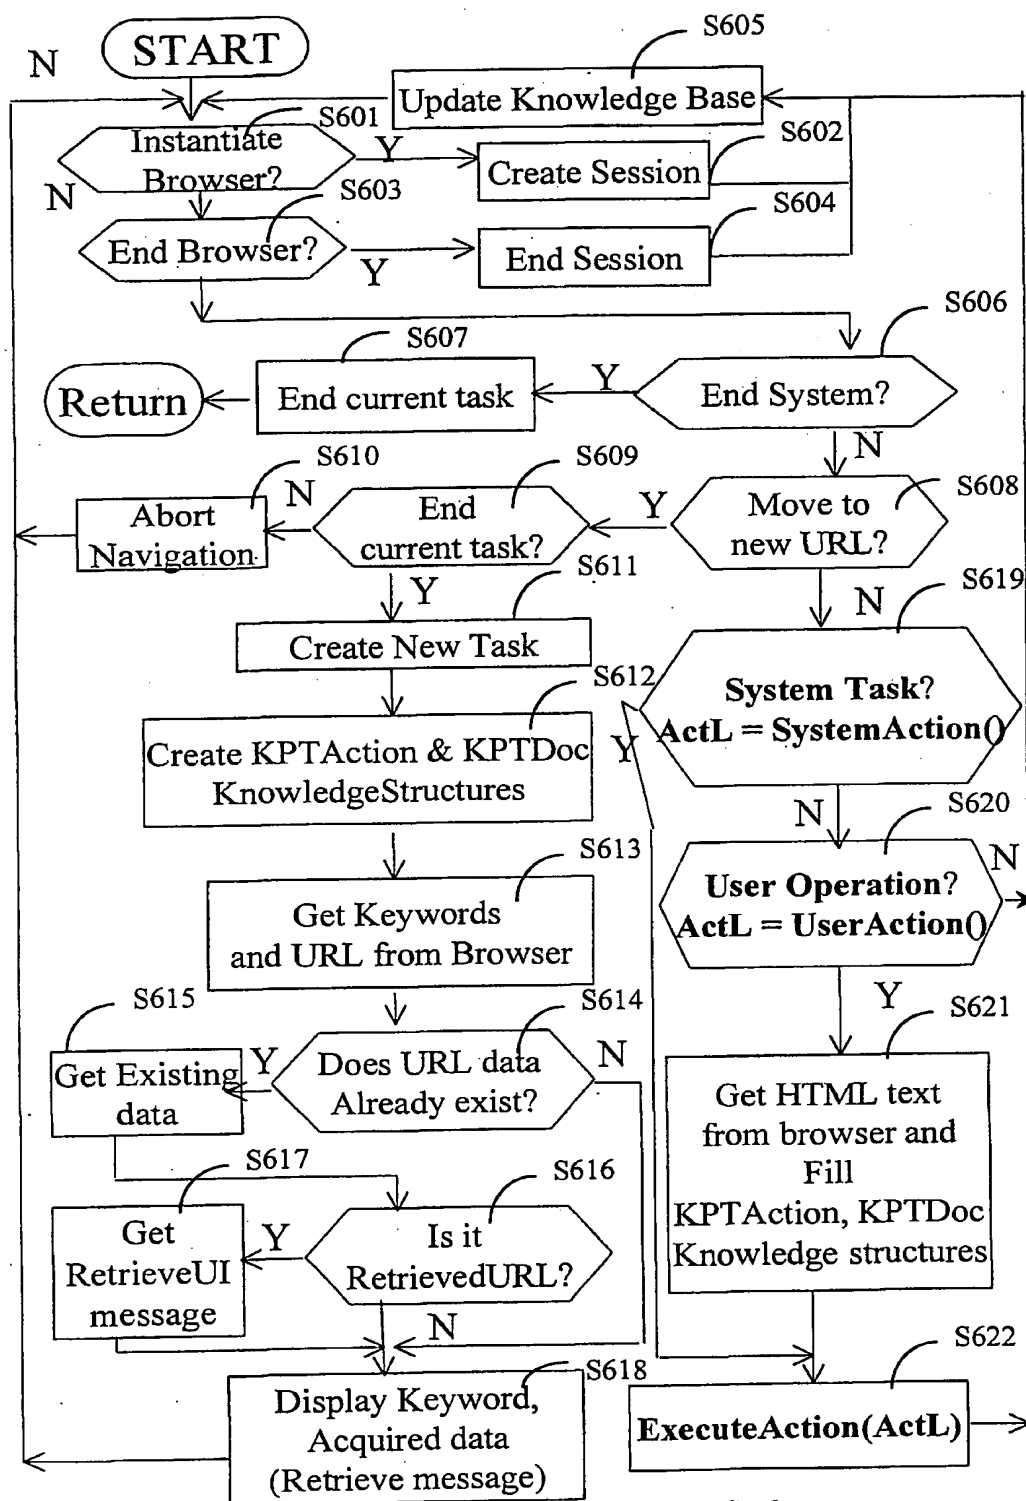 S605
N
START
Update Knowledge Base
S601
S602
Instantiate
Browser?
Y
Create Session
N
S603
S604
End Browser?
Y
End Session
S606
S607
Return
End current task
Y
End System?
N
S610
S609
S608
Abort
Navigation
N
End
current task?
Y
Move to
new URL?
S611
Y
N
S619
Create New Task
S612
System Task?
ActL = SystemAction()
Y
Create KPTAction & KPTDoc
KnowledgeStructures
N
S620
S613
N
User Operation?
ActL = UserAction()
Get Keywords
and URL from Browser
Y
S615
S614
S621
Get Existing
data
Y
Does URL data
Already exist?
N
Get HTML text
from browser and
Fill
KPTAction, KPTDoc
Knowledge structures
S617
S616
Get
RetrieveUI
message
Y
Is it
RetrievedURL?
N
S622
S618
Display Keyword,
Acquired data
(Retrieve message)
ExecuteAction(ActL)